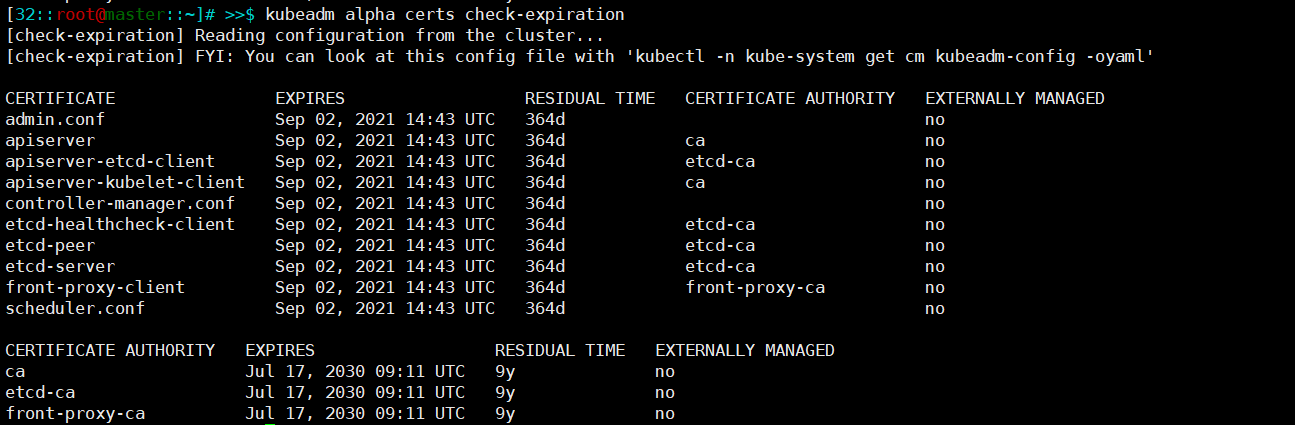 [32::root@master::~]# >>$ kubeadm alpha certs check-expiration
[check-expiration] Reading configuration from the cluster...
[check-expiration] FYI: You can look at this config file with 'kubectl -n kube-system get cm kubeadm-config -oyaml'
CERTIFICATE EXPIRES RESIDUAL TIME CERTIFICATE AUTHORITY EXTERNALLY MANAGED
admin.conf Sep 02, 2021 14:43 UTC 364d no
apiserver Sep 02, 2021 14:43 UTC 364d ca no
apiserver-etcd-client Sep 02, 2021 14:43 UTC 364d etcd-ca no
apiserver-kubelet-client Sep 02, 2021 14:43 UTC 364d ca no
controller-manager.conf Sep 02, 2021 14:43 UTC 364d no
etcd-healthcheck-client Sep 02, 2021 14:43 UTC 364d etcd-ca no
etcd-peer Sep 02, 2021 14:43 UTC 364d etcd-ca no
etcd-server Sep 02, 2021 14:43 UTC 364d etcd-ca no
front-proxy-client Sep 02, 2021 14:43 UTC 364d front-proxy-ca no
scheduler.conf Sep 02, 2021 14:43 UTC 364d no
CERTIFICATE AUTHORITY EXPIRES RESIDUAL TIME EXTERNALLY MANAGED
ca Jul 17, 2030 09:11 UTC 9y no
etcd-ca Jul 17, 2030 09:11 UTC 9y no
front-proxy-ca Jul 17, 2030 09:11 UTC 9y no